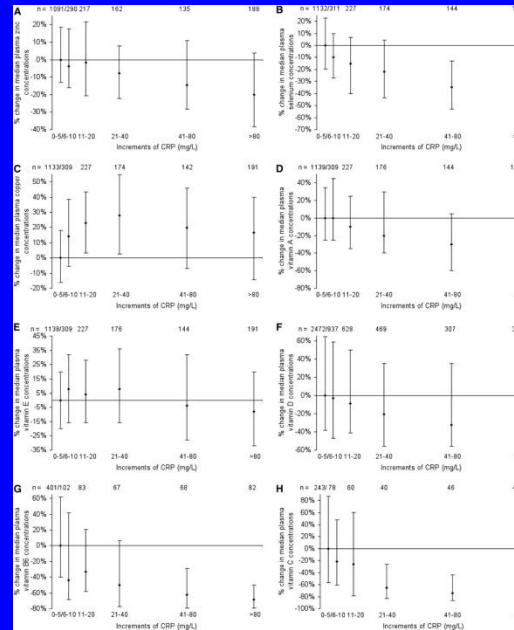 A n = 1091/290 217 162 135 188
% change in median plasma zinc concentrations
20%
10%
0%
-10%
-20%
-30%
-40%
0-5/6-10 11-20 21-40 41-80 >80
Increments of CRP (mg/L)
B n = 1132/311 227 174 144
% change in median plasma selenium concentrations
20%
10%
0%
-10%
-20%
-30%
-40%
-50%
-60%
-70%
0-5/6-10 11-20 21-40 41-80
Increments of CRP (mg/L)
C n = 1133/309 227 174 142 191
% change in median plasma copper concentrations
50%
40%
30%
20%
10%
0%
-10%
-20%
0-5/6-10 11-20 21-40 41-80 >80
Increments of CRP (mg/L)
D n = 1139/309 227 176 144
% change in median plasma vitamin A concentrations
40%
20%
0%
-20%
-40%
-60%
-80%
0-5/6-10 11-20 21-40 41-80
Increments of CRP (mg/L)
E n = 1138/309 227 176 144 191
% change in median plasma vitamin E concentrations
45%
35%
25%
15%
5%
-5%
-15%
-25%
-35%
0-5/6-10 11-20 21-40 41-80 >80
Increments of CRP (mg/L)
F n = 2472/937 628 469 307
% change in median plasma vitamin D concentrations
60%
40%
20%
0%
-20%
-40%
-60%
-80%
0-5/6-10 11-20 21-40 41-80
Increments of CRP (mg/L)
G n = 401/102 83 67 68 82
% change in median plasma vitamin B6 concentrations
60%
40%
20%
0%
-20%
-40%
-60%
-80%
0-5/6-10 11-20 21-40 41-80 >80
Increments of CRP (mg/L)
H n = 243/78 60 40 46
% change in median plasma vitamin C concentrations
80%
60%
40%
20%
0%
-20%
-40%
-60%
-80%
-100%
0-5/6-10 11-20 21-40 41-80
Increments of CRP (mg/L)